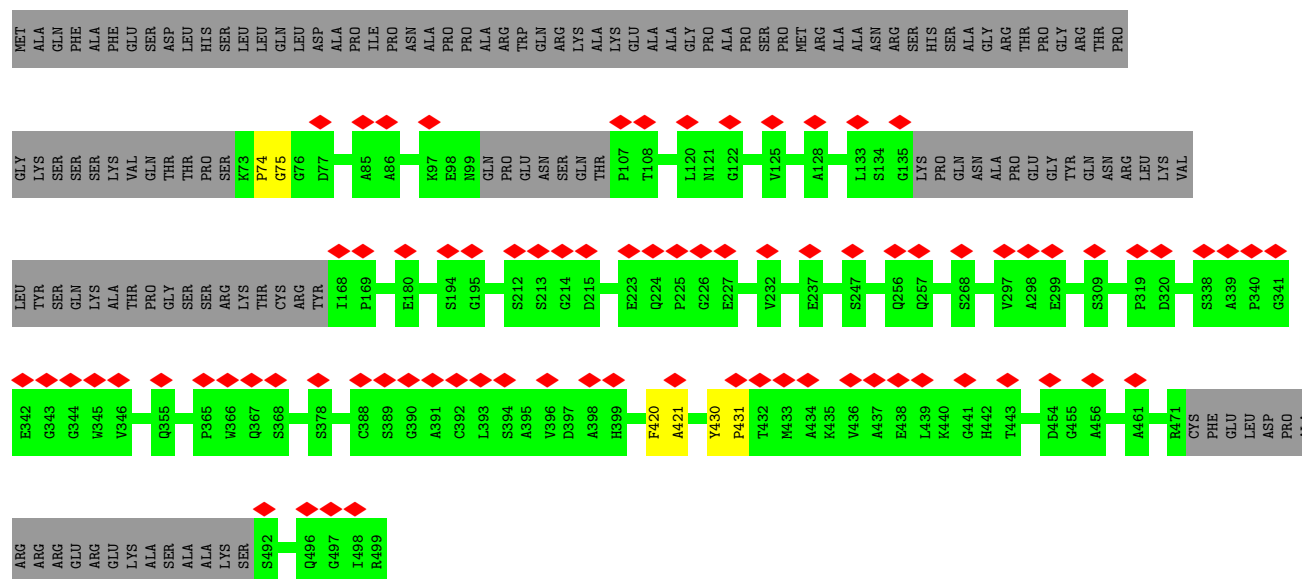 MET ALA GLN PHE ALA PHE GLU SER ASP LEU HIS SER LEU LEU GLN LEU ASP ALA PRO ILE PRO ASN ALA PRO PRO ALA ARG TRP GLN ARG LYS ALA LYS GLU ALA ALA GLY PRO ALA PRO SER PRO MET ARG ALA ALA ASN ARG SER HIS SER ALA GLY ARG THR PRO GLY ARG THR PRO
GLY LYS SER SER SER LYS VAL GLN THR THR PRO SER K73 P74 G75 G76 D77 A85 A86 K97 E98 N99 GLN PRO GLU ASN SER GLN THR P107 T108 L120 N121 G122 V125 A128 L133 S134 G135 LYS PRO GLN ASN ALA PRO GLU GLY TYR GLN ASN ARG LEU LYS VAL
LEU TYR SER GLN LYS ALA THR PRO GLY SER SER ARG LYS THR CYS ARG TYR I168 P169 E180 S194 G195 S212 S213 G214 D215 E223 Q224 P225 G226 E227 V232 E237 S247 Q256 Q257 S268 V297 A298 E299 S309 P319 D320 S338 A339 P340 G341
E342 G343 G344 W345 V346 Q355 P365 W366 Q367 S368 S378 C388 S389 G390 A391 C392 L393 S394 A395 V396 D397 A398 H399 F420 A421 Y430 P431 T432 M433 A434 K435 V436 A437 E438 L439 K440 G441 H442 T443 D454 G455 A456 A461 R471 CYS PHE GLU LEU ASP PRO
ARG ARG ARG GLU ARG GLU LYS ALA SER ALA ALA LYS SER S492 Q496 G497 I498 R499